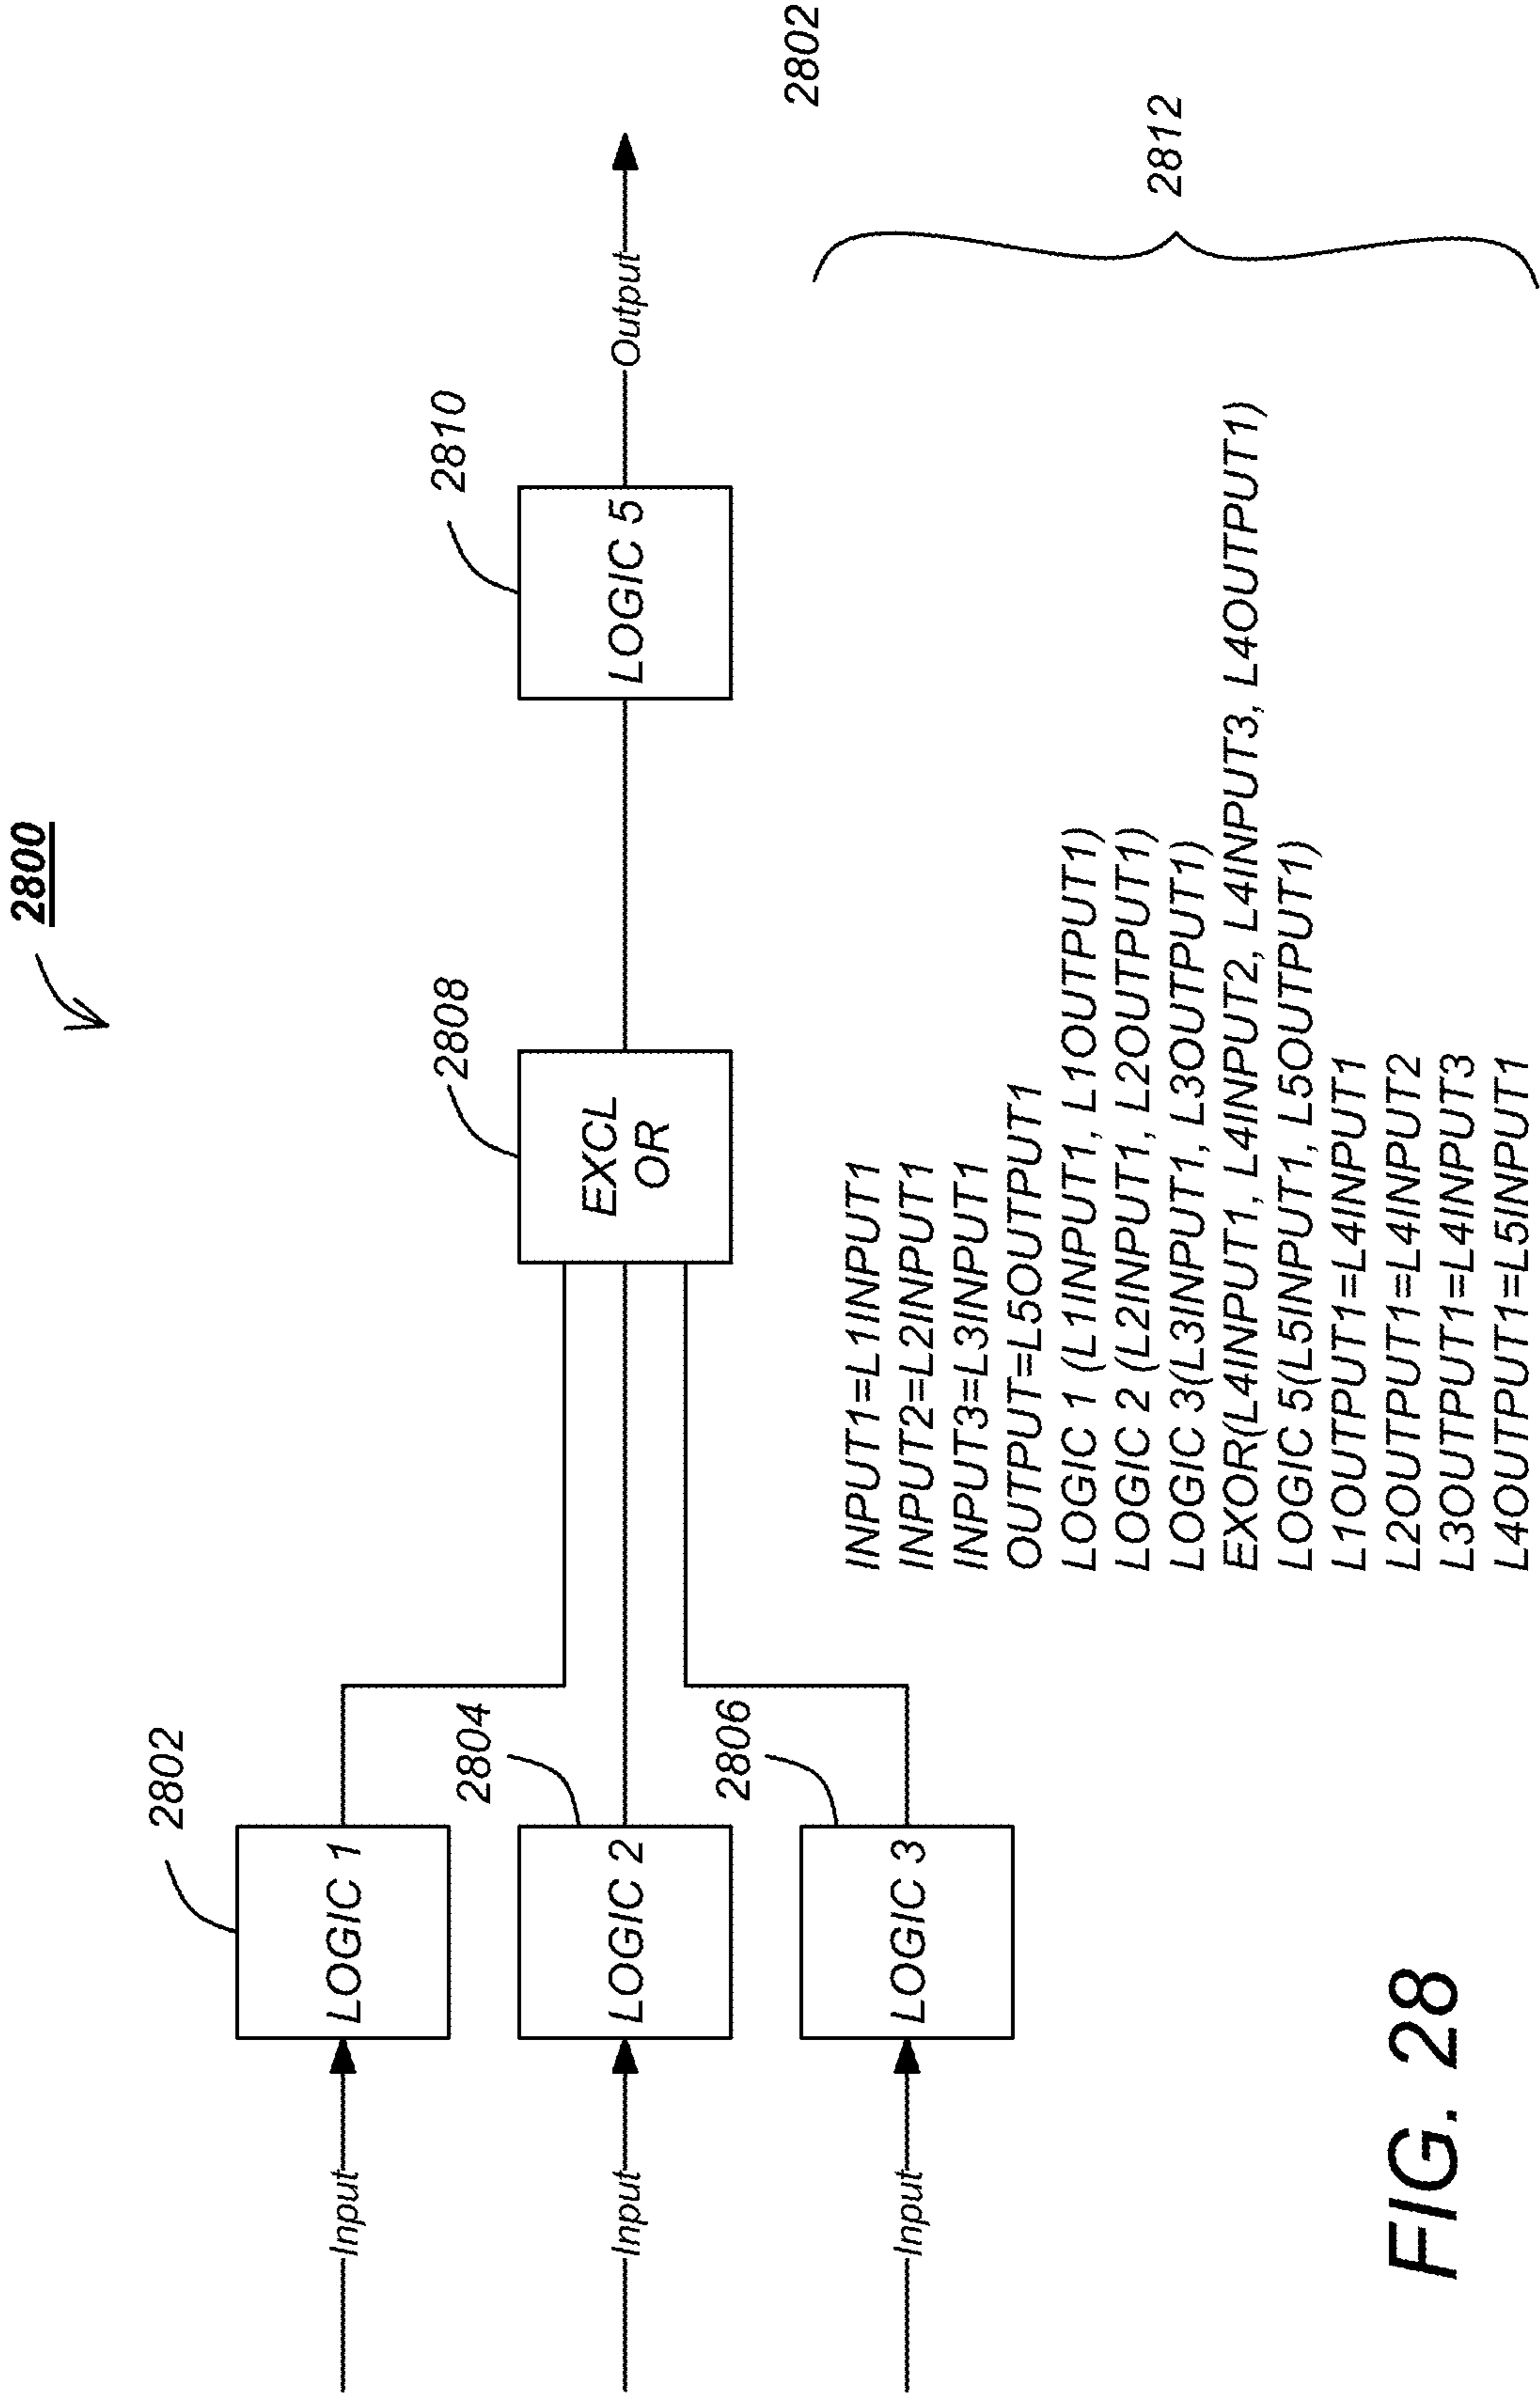 2800
2802
LOGIC 1
Input
2804
LOGIC 2
Input
2806
LOGIC 3
Input
2808
EXCL
OR
2810
LOGIC 5
Output
2802
INPUT1=L1INPUT1
INPUT2=L2INPUT1
INPUT3=L3INPUT1
OUTPUT=L5OUTPUT1
LOGIC 1 (L1INPUT1, L1OUTPUT1)
LOGIC 2 (L2INPUT1, L2OUTPUT1)
LOGIC 3(L3INPUT1, L3OUTPUT1)
EXOR(L4INPUT1, L4INPUT2, L4INPUT3, L4OUTPUT1)
LOGIC 5(L5INPUT1, L5OUTPUT1)
L1OUTPUT1=L4INPUT1
L2OUTPUT1=L4INPUT2
L3OUTPUT1=L4INPUT3
L4OUTPUT1=L5INPUT1
2812
FIG. 28